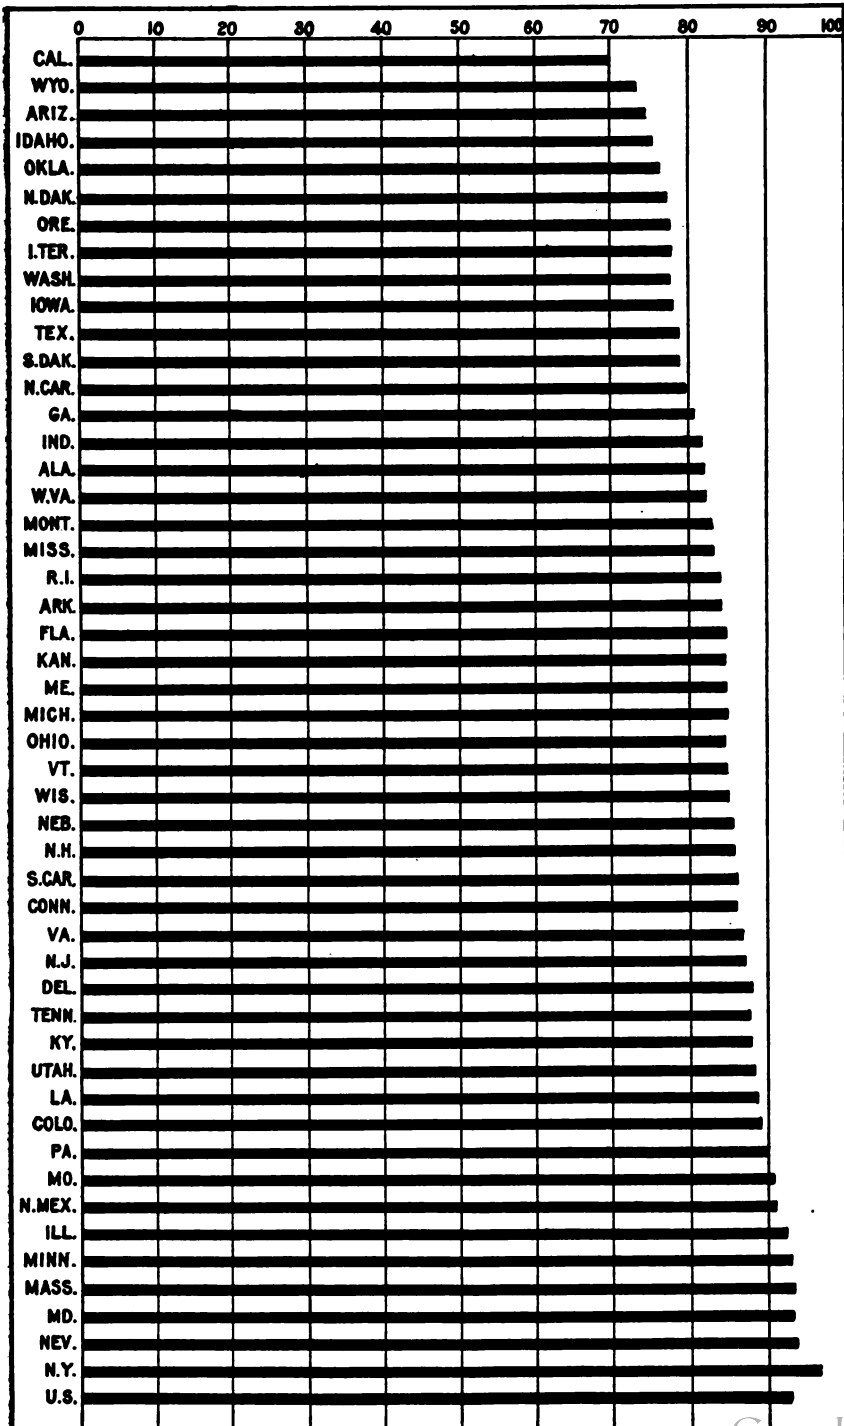 0 10 20 30 40 50 60 70 80 90 100
CAL.
WYO.
ARIZ.
IDAHO.
OKLA.
N.DAK.
ORE.
I.TER.
WASH.
IOWA.
TEX.
S.DAK.
N.CAR.
GA.
IND.
ALA.
W.VA.
MONT.
MISS.
R.I.
ARK.
FLA.
KAN.
ME.
MICH.
OHIO.
VT.
WIS.
NEB.
N.H.
S.CAR.
CONN.
VA.
N.J.
DEL.
TENN.
KY.
UTAH.
LA.
COLO.
PA.
MO.
N.MEX.
ILL.
MINN.
MASS.
MD.
NEV.
N.Y.
U.S.